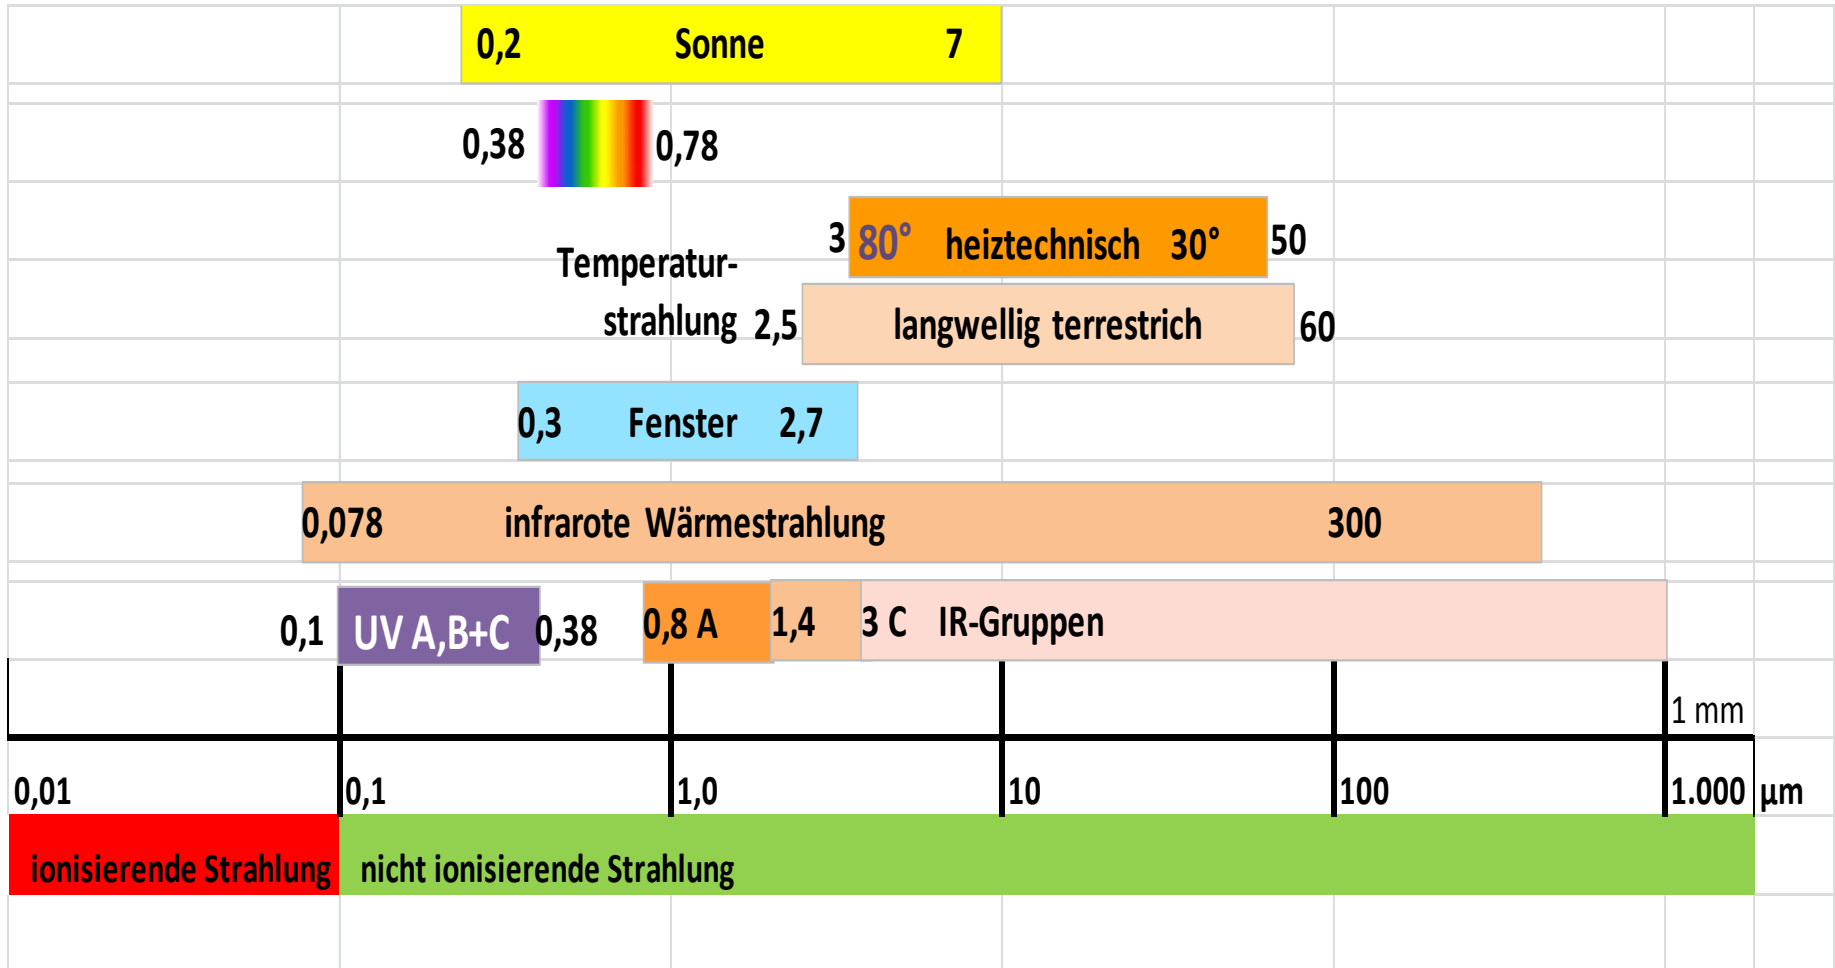 0,2 Sonne 7
0,38 0,78
3 80° heiztechnisch 30° 50
Temperatur-
strahlung 2,5 langwellig terrestrich 60
0,3 Fenster 2,7
0,078 infrarote Wärmestrahlung 300
0,1 UV A,B+C 0,38 0,8 A 1,4 3 C IR-Gruppen
1 mm
0,01 0,1 1,0 10 100 1.000 µm
ionisierende Strahlung nicht ionisierende Strahlung